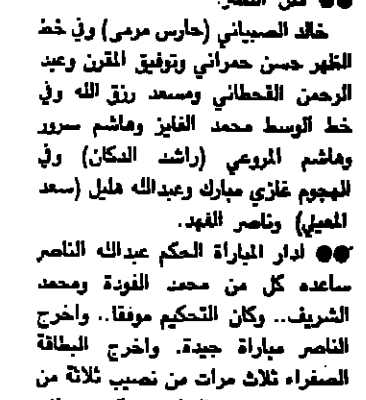 خالد الصبياني (حارس مرمى) وفي خط
الظهر حسن حمراني وتوفيق المقرن وعبد
الرحمن القحطاني ومسعد رزق الله وفي
خط الوسط محمد الفايز وهاشم سرور
وهاشم المروعي (راشد الدكان) وفي
الهجوم غازي مبارك وعبدالله هليل (سعد
المعيلي) وناصر الفهد.
●● ادار المباراة الحكم عبدالله الناصر
ساعده كل من محمد الفودة ومحمد
الشريف.. وكان التحكيم موفقا.. واخرج
الناصر مباراة جيدة. واخرج البطاقة
الصفراء ثلاث مرات من نصيب ثلاثة من